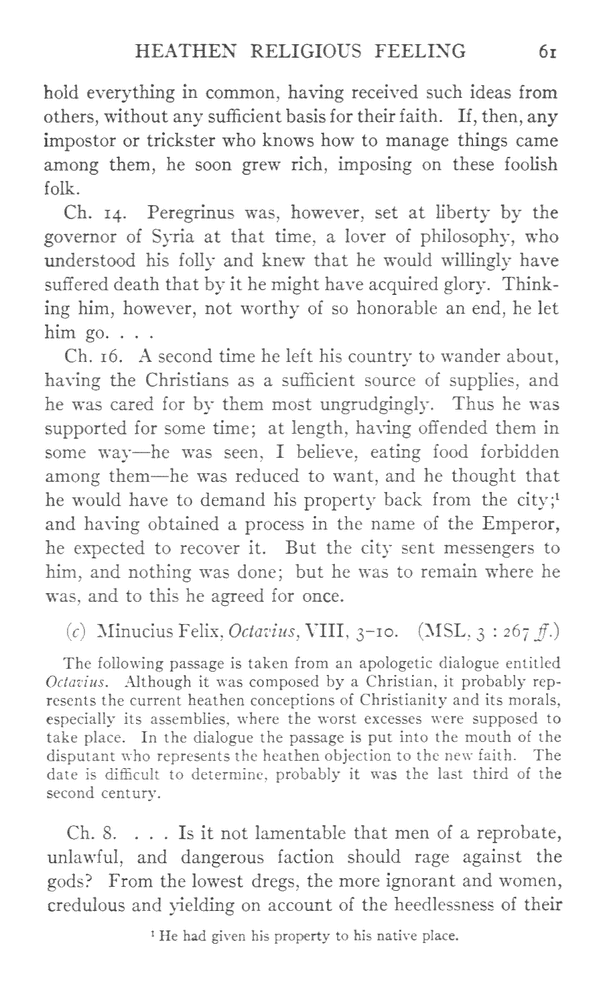 HEATHEN RELIGIOUS FEELING 61
hold everything in common, having received such ideas from
others, without any sufficient basis for their faith. If, then, any
impostor or trickster who knows how to manage things came
among them, he soon grew rich, imposing on these foolish
folk.
Ch. 14. Peregrinus was, however, set at liberty by the
governor of Syria at that time, a lover of philosophy, who
understood his folly and knew that he would willingly have
suffered death that by it he might have acquired glory. Think-
ing him, however, not worthy of so honorable an end, he let
him go. . . .
Ch. 16. A second time he left his country to wander about,
having the Christians as a sufficient source of supplies, and
he was cared for by them most ungrudgingly. Thus he was
supported for some time; at length, having offended them in
some way—he was seen, I believe, eating food forbidden
among them—he was reduced to want, and he thought that
he would have to demand his property back from the city;¹
and having obtained a process in the name of the Emperor,
he expected to recover it. But the city sent messengers to
him, and nothing was done; but he was to remain where he
was, and to this he agreed for once.
(c) Minucius Felix, Octavius, VIII, 3-10. (MSL, 3 : 267 ff.)
The following passage is taken from an apologetic dialogue entitled
Octavius. Although it was composed by a Christian, it probably rep-
resents the current heathen conceptions of Christianity and its morals,
especially its assemblies, where the worst excesses were supposed to
take place. In the dialogue the passage is put into the mouth of the
disputant who represents the heathen objection to the new faith. The
date is difficult to determine, probably it was the last third of the
second century.
Ch. 8. . . . Is it not lamentable that men of a reprobate,
unlawful, and dangerous faction should rage against the
gods? From the lowest dregs, the more ignorant and women,
credulous and yielding on account of the heedlessness of their
¹ He had given his property to his native place.